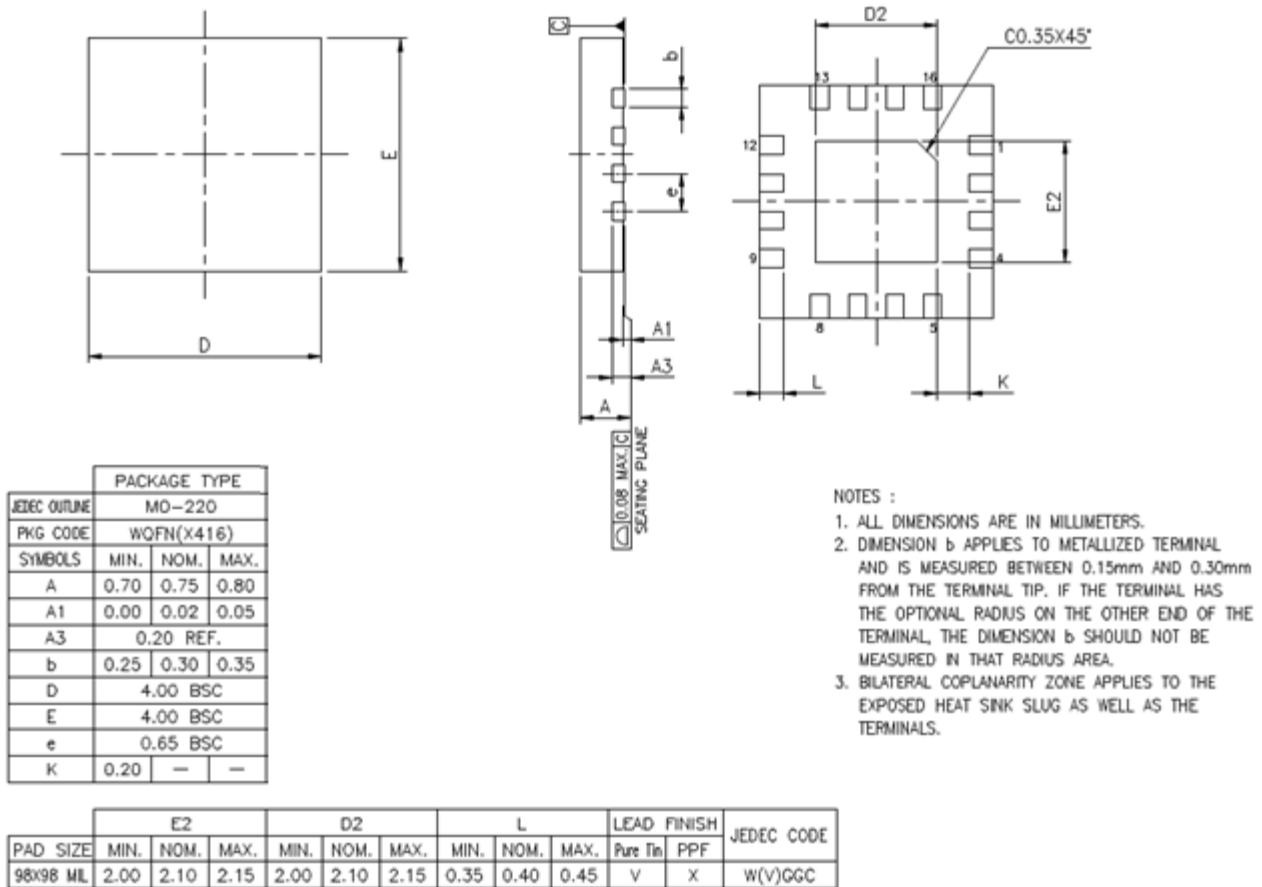 C
b
e
A1
A3
A
0.08 MAX. C
SEATING PLANE
E
D
D2
C0.35X45°
13
16
12
1
E2
9
4
8
5
L
K
PACKAGE TYPE
JEDEC OUTLINE MO-220
PKG CODE WQFN(X416)
SYMBOLS MIN. NOM. MAX.
A 0.70 0.75 0.80
A1 0.00 0.02 0.05
A3 0.20 REF.
b 0.25 0.30 0.35
D 4.00 BSC
E 4.00 BSC
e 0.65 BSC
K 0.20 — —
NOTES :
1. ALL DIMENSIONS ARE IN MILLIMETERS.
2. DIMENSION b APPLIES TO METALLIZED TERMINAL
AND IS MEASURED BETWEEN 0.15mm AND 0.30mm
FROM THE TERMINAL TIP. IF THE TERMINAL HAS
THE OPTIONAL RADIUS ON THE OTHER END OF THE
TERMINAL, THE DIMENSION b SHOULD NOT BE
MEASURED IN THAT RADIUS AREA.
3. BILATERAL COPLANARITY ZONE APPLIES TO THE
EXPOSED HEAT SINK SLUG AS WELL AS THE
TERMINALS.
E2 D2 L LEAD FINISH JEDEC CODE
PAD SIZE MIN. NOM. MAX. MIN. NOM. MAX. MIN. NOM. MAX. Pure Tin PPF
98X98 MIL 2.00 2.10 2.15 2.00 2.10 2.15 0.35 0.40 0.45 V X W(V)GGC